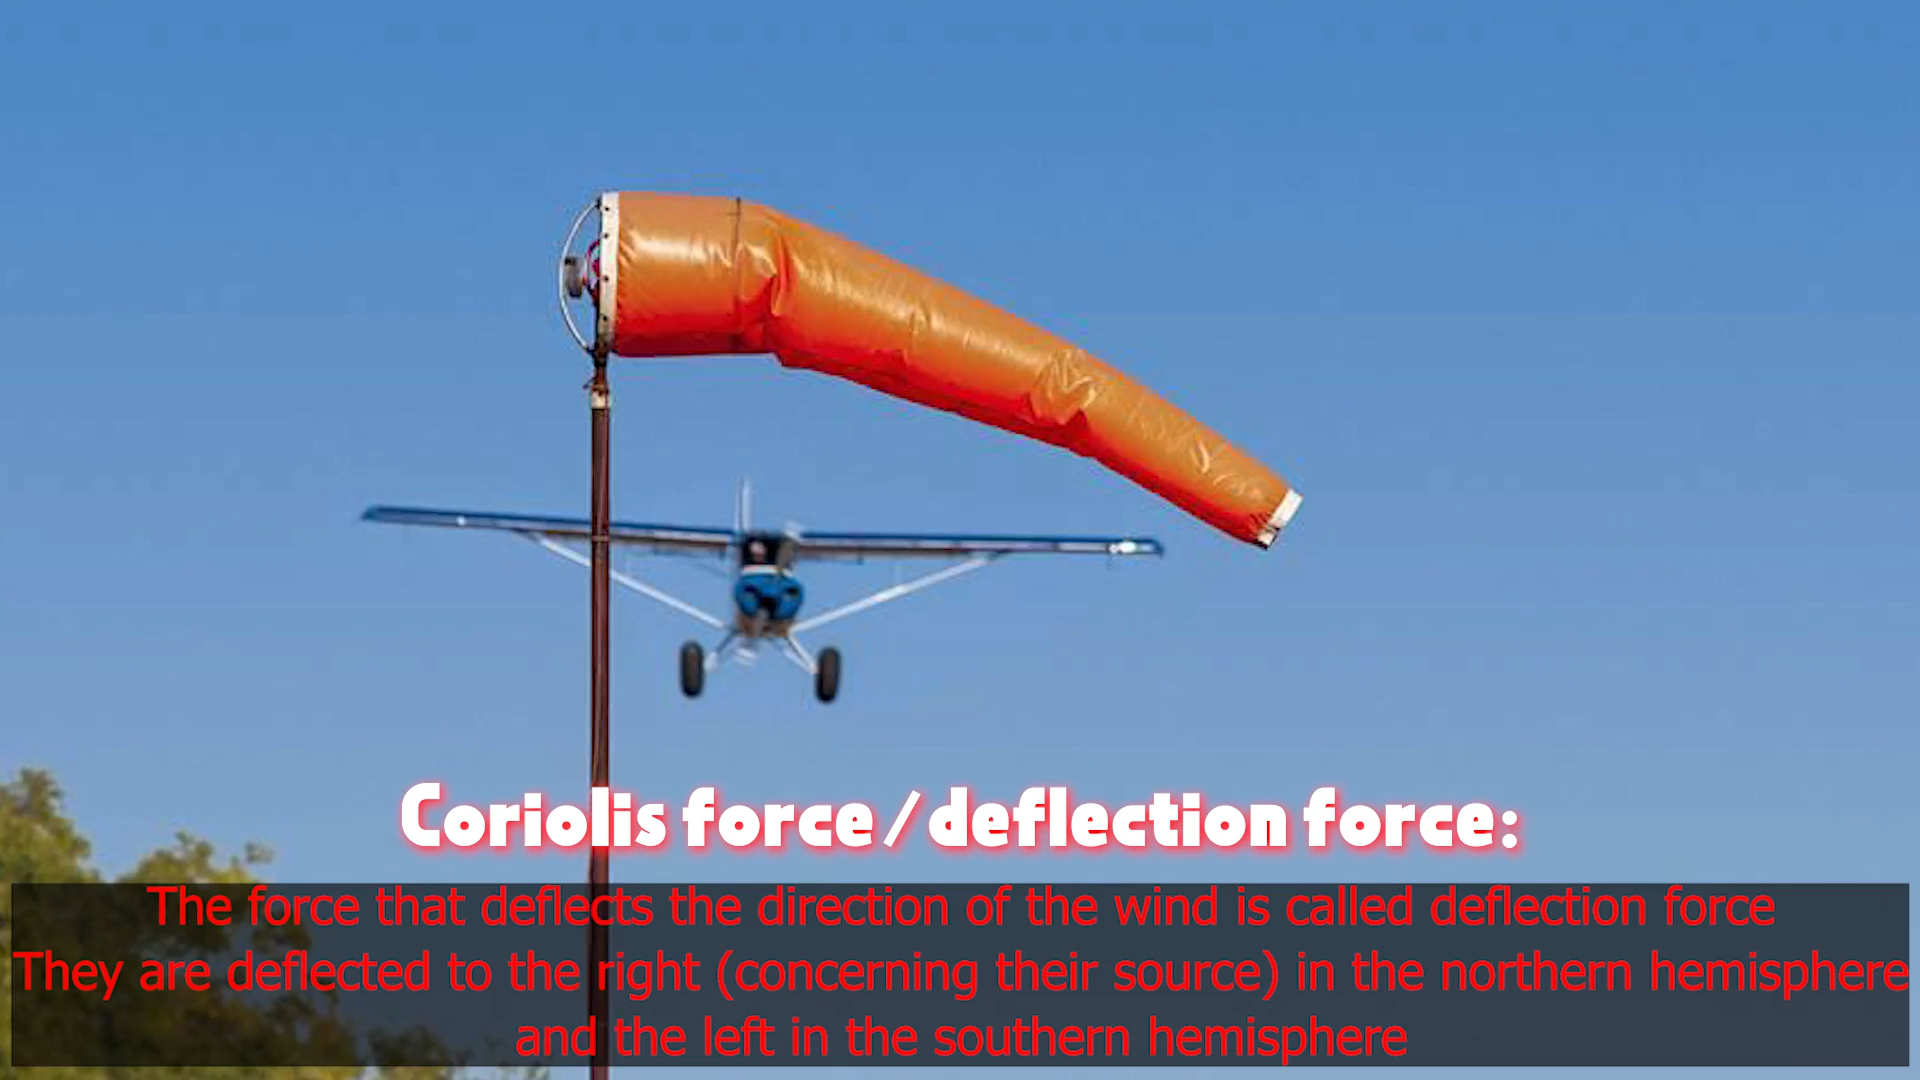 Coriolis force/deflection force:
The force that deflects the direction of the wind is called deflection force
They are deflected to the right (concerning their source) in the northern hemisphere
and the left in the southern hemisphere